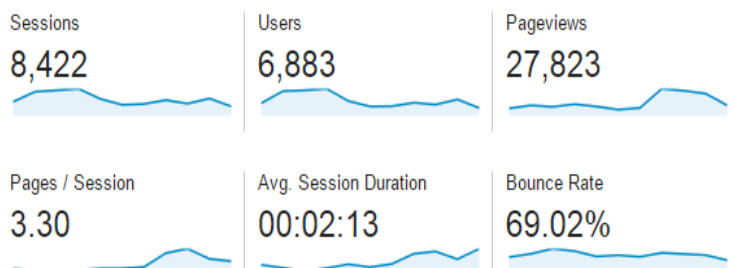 Sessions
8,422
Users
6,883
Pageviews
27,823
Pages / Session
3.30
Avg. Session Duration
00:02:13
Bounce Rate
69.02%